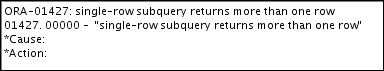 ORA-01427: single-row subquery returns more than one row
01427. 00000 -  "single-row subquery returns more than one row"
*Cause:
*Action: